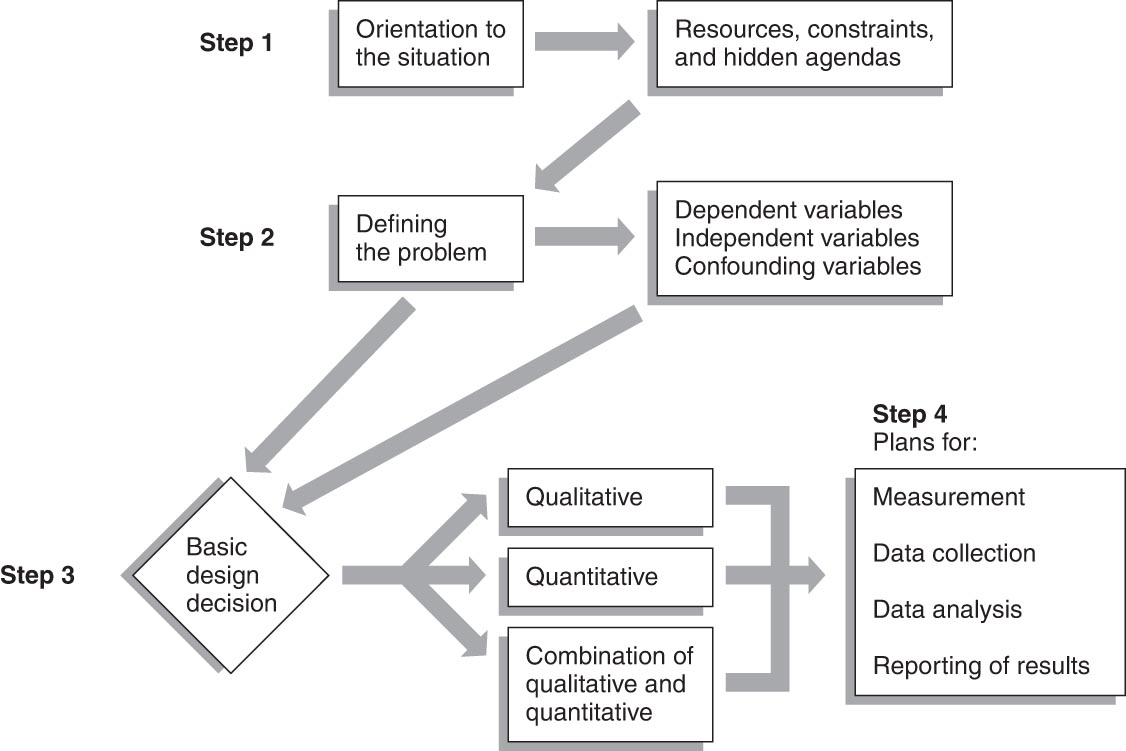 Step 1
Orientation to
the situation
Resources, constraints,
and hidden agendas
Step 2
Defining
the problem
Dependent variables
Independent variables
Confounding variables
Step 3
Basic
design
decision
Qualitative
Quantitative
Combination of
qualitative and
quantitative
Step 4
Plans for:
Measurement
Data collection
Data analysis
Reporting of results